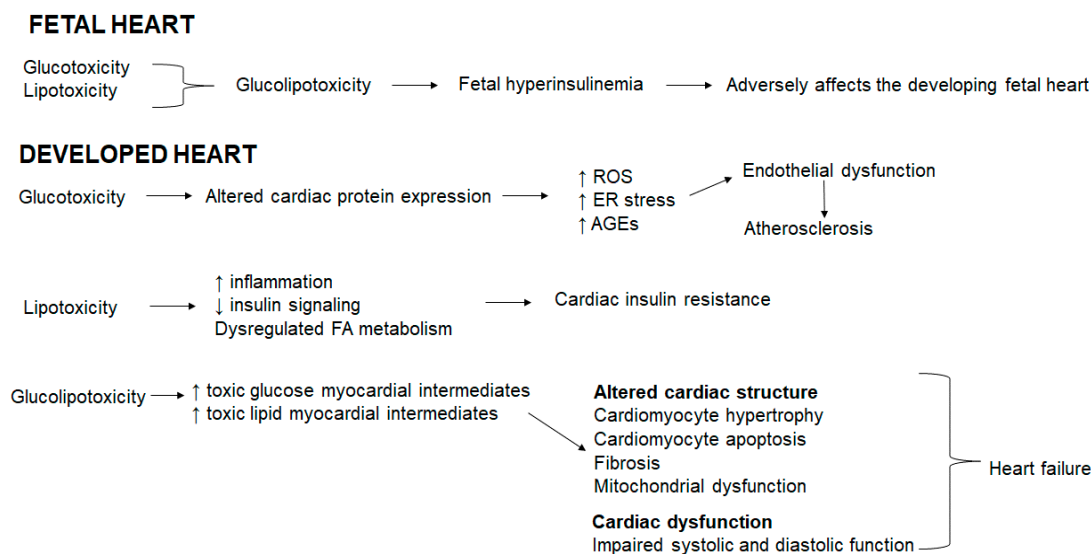 FETAL HEART
Glucotoxicity
Lipotoxicity
Glucolipotoxicity
Fetal hyperinsulinemia
Adversely affects the developing fetal heart
DEVELOPED HEART
Glucotoxicity
Altered cardiac protein expression
↑ ROS
↑ ER stress
↑ AGEs
Endothelial dysfunction
Atherosclerosis
Lipotoxicity
↑ inflammation
↓ insulin signaling
Dysregulated FA metabolism
Cardiac insulin resistance
Glucolipotoxicity
↑ toxic glucose myocardial intermediates
↑ toxic lipid myocardial intermediates
Altered cardiac structure
Cardiomyocyte hypertrophy
Cardiomyocyte apoptosis
Fibrosis
Mitochondrial dysfunction
Cardiac dysfunction
Impaired systolic and diastolic function
Heart failure